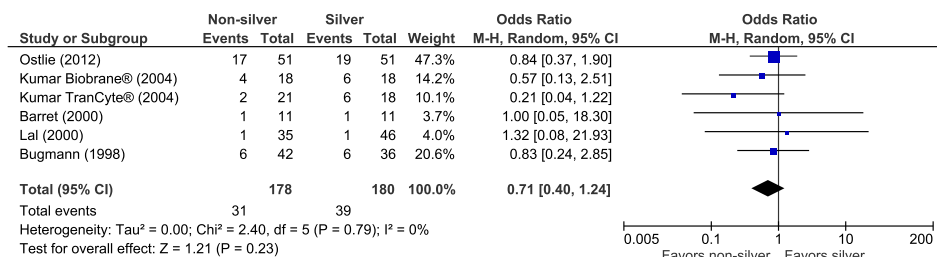 Non-silver Silver Odds Ratio Odds Ratio
Study or Subgroup Events Total Events Total Weight M-H, Random, 95% CI M-H, Random, 95% CI
Ostlie (2012) 17 51 19 51 47.3% 0.84 [0.37, 1.90]
Kumar Biobrane® (2004) 4 18 6 18 14.2% 0.57 [0.13, 2.51]
Kumar TranCyte® (2004) 2 21 6 18 10.1% 0.21 [0.04, 1.22]
Barret (2000) 1 11 1 11 3.7% 1.00 [0.05, 18.30]
Lal (2000) 1 35 1 46 4.0% 1.32 [0.08, 21.93]
Bugmann (1998) 6 42 6 36 20.6% 0.83 [0.24, 2.85]
Total (95% CI) 178 180 100.0% 0.71 [0.40, 1.24]
Total events 31 39
Heterogeneity: Tau² = 0.00; Chi² = 2.40, df = 5 (P = 0.79); I² = 0%
Test for overall effect: Z = 1.21 (P = 0.23)
0.005 0.1 1 10 200
Favors non-silver Favors silver